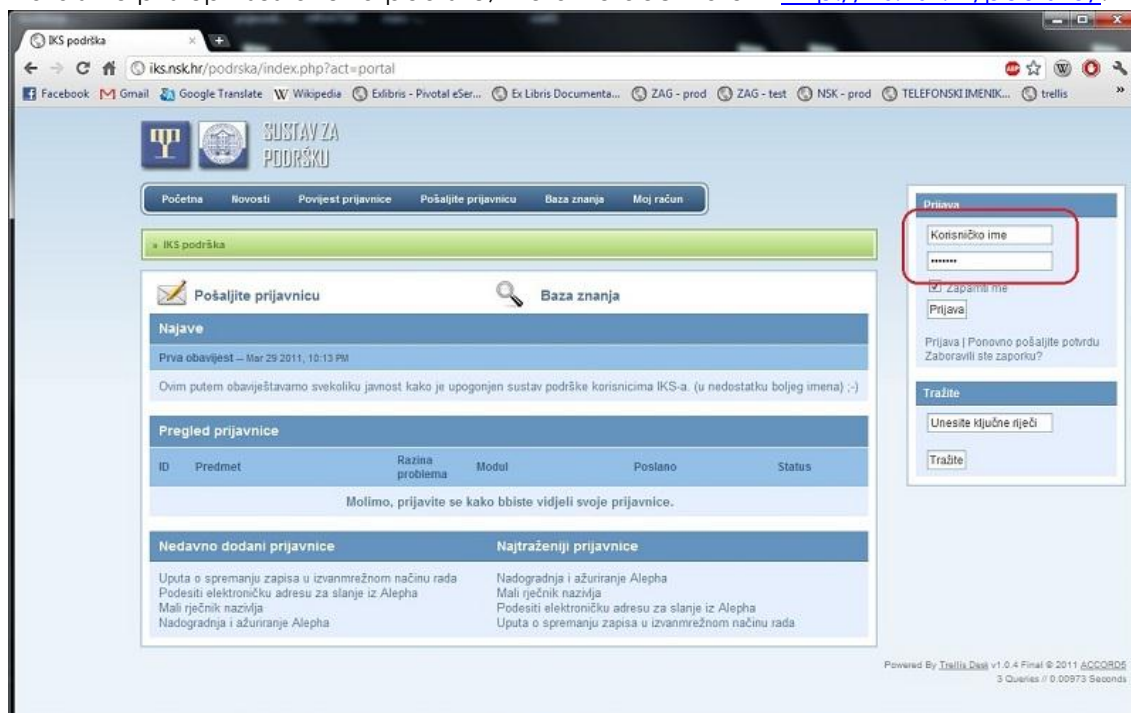 IKS podrška
iks.nsk.hr/podrska/index.php?act=portal
Facebook Gmail Google Translate Wikipedia Exlibris - Pivotal eSer... Ex Libris Documenta... ZAG - prod ZAG - test NSK - prod TELEFONSKI IMENIK... trellis »
SUSTAV ZA
PODRŠKU
Početna Novosti Povijest prijavnice Pošaljite prijavnicu Baza znanja Moj račun
» IKS podrška
Pošaljite prijavnicu Baza znanja
Najave
Prva obavijest -- Mar 29 2011, 10:13 PM
Ovim putem obaviještavamo svekoliku javnost kako je upogonjen sustav podrške korisnicima IKS-a. (u nedostatku boljeg imena) ;-)
Pregled prijavnice
ID Predmet Razina problema Modul Poslano Status
Molimo, prijavite se kako bbiste vidjeli svoje prijavnice.
Nedavno dodani prijavnice
Uputa o spremanju zapisa u izvanmrežnom načinu rada
Podesiti elektroničku adresu za slanje iz Alepha
Mali rječnik nazivlja
Nadogradnja i ažuriranje Alepha
Najtraženiji prijavnice
Nadogradnja i ažuriranje Alepha
Mali rječnik nazivlja
Podesiti elektroničku adresu za slanje iz Alepha
Uputa o spremanju zapisa u izvanmrežnom načinu rada
Prijava
Korisničko ime
•••••••
Zapamti me
Prijava
Prijava | Ponovno pošaljite potvrdu
Zaboravili ste zaporku?
Tražite
Unesite ključne riječi
Tražite
Powered By Trellis Desk v1.0.4 Final © 2011 ACCORD5
3 Queries // 0.00973 Seconds